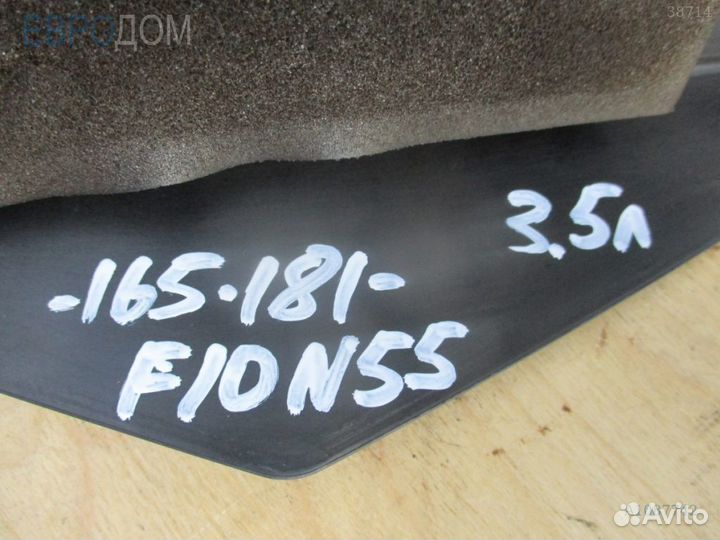 ЕВРОДОМ
38714
3.5л
-165·181-
F10N55
Avito